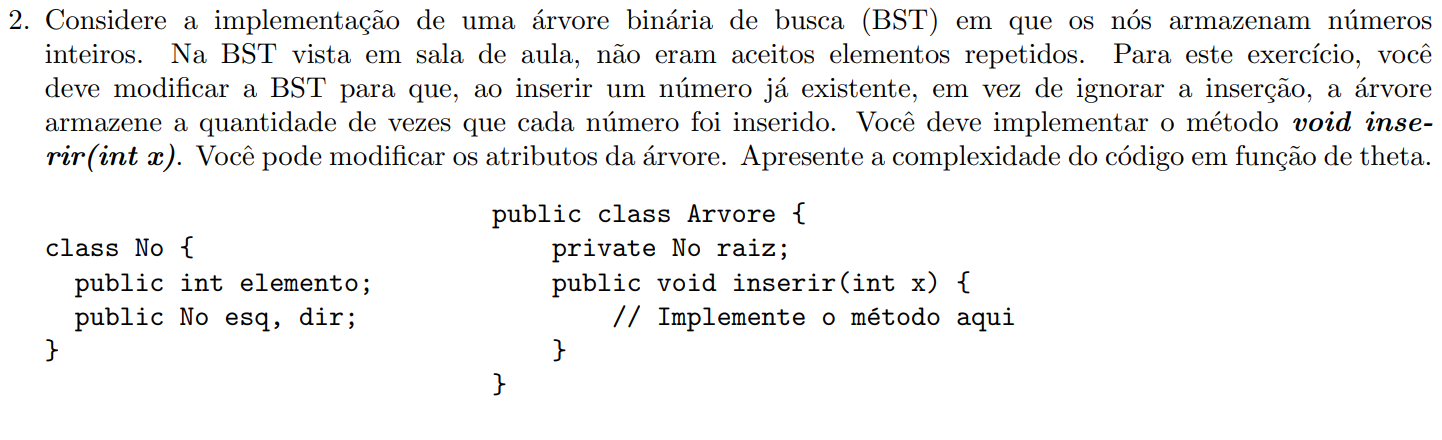 2. Considere a implementação de uma árvore binária de busca (BST) em que os nós armazenam números
inteiros. Na BST vista em sala de aula, não eram aceitos elementos repetidos. Para este exercício, você
deve modificar a BST para que, ao inserir um número já existente, em vez de ignorar a inserção, a árvore
armazene a quantidade de vezes que cada número foi inserido. Você deve implementar o método void inse-
rir(int x). Você pode modificar os atributos da árvore. Apresente a complexidade do código em função de theta.
class No {
  public int elemento;
  public No esq, dir;
}
public class Arvore {
    private No raiz;
    public void inserir(int x) {
        // Implemente o método aqui
    }
}